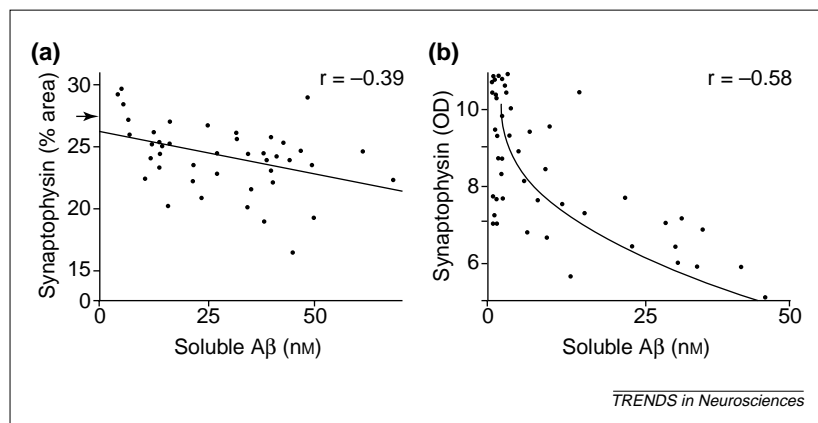 (a)
r = –0.39
Synaptophysin (% area)
30
25
20
15
0
0
25
50
Soluble Aβ (nM)
(b)
r = –0.58
Synaptophysin (OD)
10
8
6
0
25
50
Soluble Aβ (nM)
TRENDS in Neurosciences